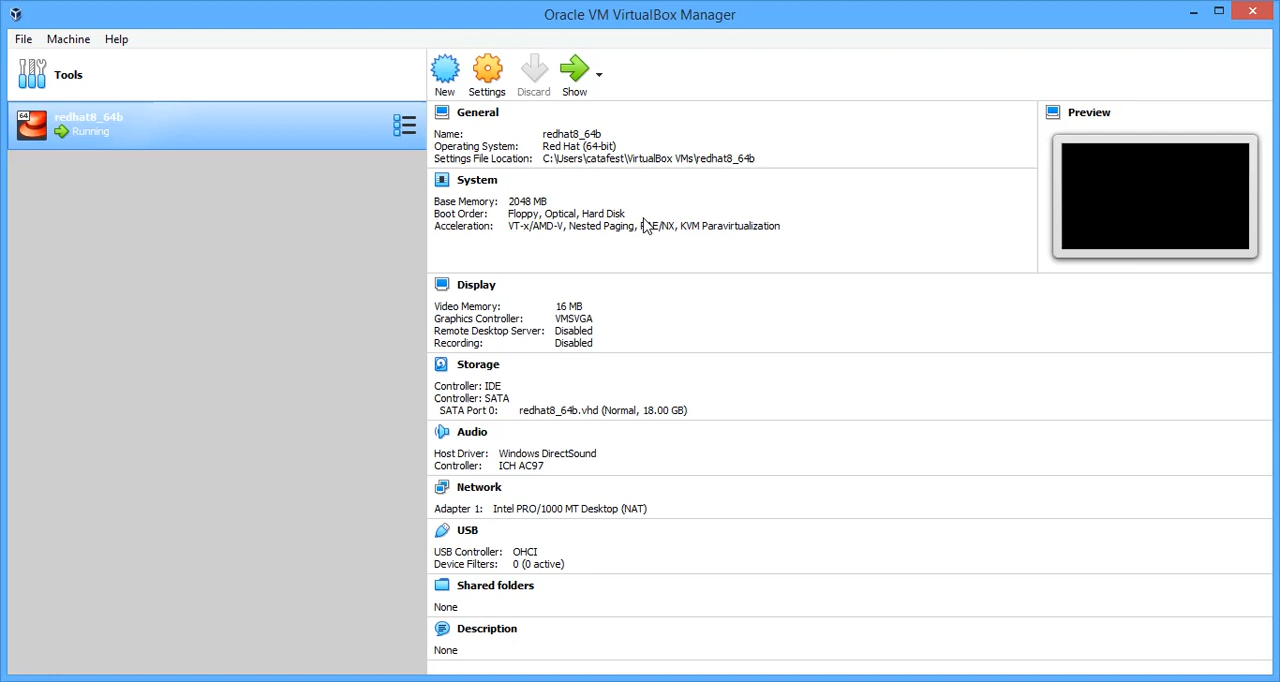 Oracle VM VirtualBox Manager
File Machine Help
Tools
New Settings Discard Show
64 redhat8_64b
Running
General
Name: redhat8_64b
Operating System: Red Hat (64-bit)
Settings File Location: C:\Users\catafest\VirtualBox VMs\redhat8_64b
Preview
System
Base Memory: 2048 MB
Boot Order: Floppy, Optical, Hard Disk
Acceleration: VT-x/AMD-V, Nested Paging, PAE/NX, KVM Paravirtualization
Display
Video Memory: 16 MB
Graphics Controller: VMSVGA
Remote Desktop Server: Disabled
Recording: Disabled
Storage
Controller: IDE
Controller: SATA
SATA Port 0: redhat8_64b.vhd (Normal, 18.00 GB)
Audio
Host Driver: Windows DirectSound
Controller: ICH AC97
Network
Adapter 1: Intel PRO/1000 MT Desktop (NAT)
USB
USB Controller: OHCI
Device Filters: 0 (0 active)
Shared folders
None
Description
None